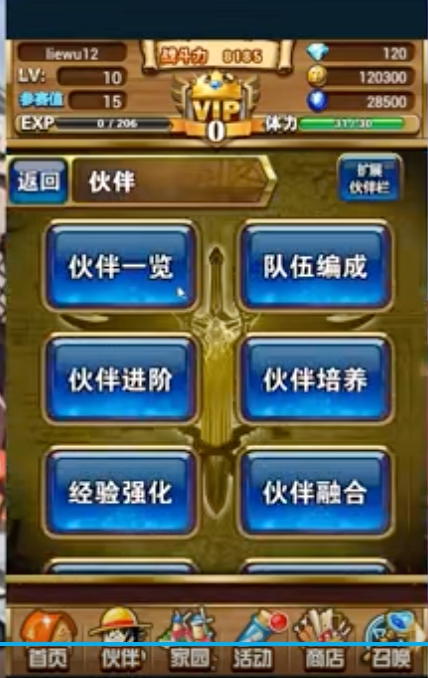 liewu12 战斗力 8185 120
LV: 10 120300
参赛值 15 28500
EXP 0 / 206 VIP 0 体力 31/30
返回 伙伴 扩展
伙伴栏
伙伴一览 队伍编成
伙伴进阶 伙伴培养
经验强化 伙伴融合
首页 伙伴 家园 活动 商店 召唤